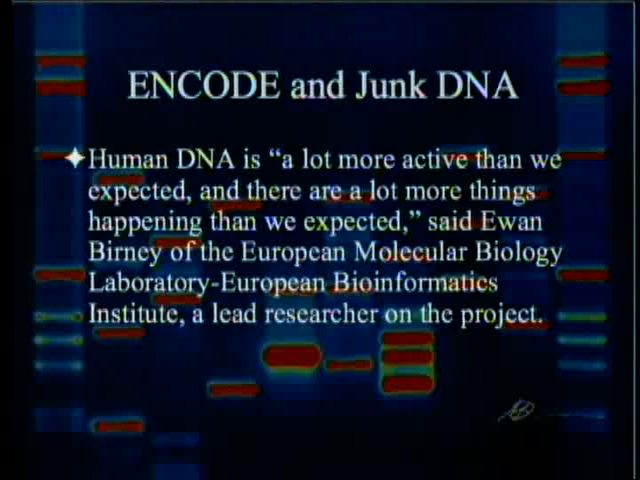 ENCODE and Junk DNA
Human DNA is “a lot more active than we
expected, and there are a lot more things
happening than we expected,” said Ewan
Birney of the European Molecular Biology
Laboratory-European Bioinformatics
Institute, a lead researcher on the project.